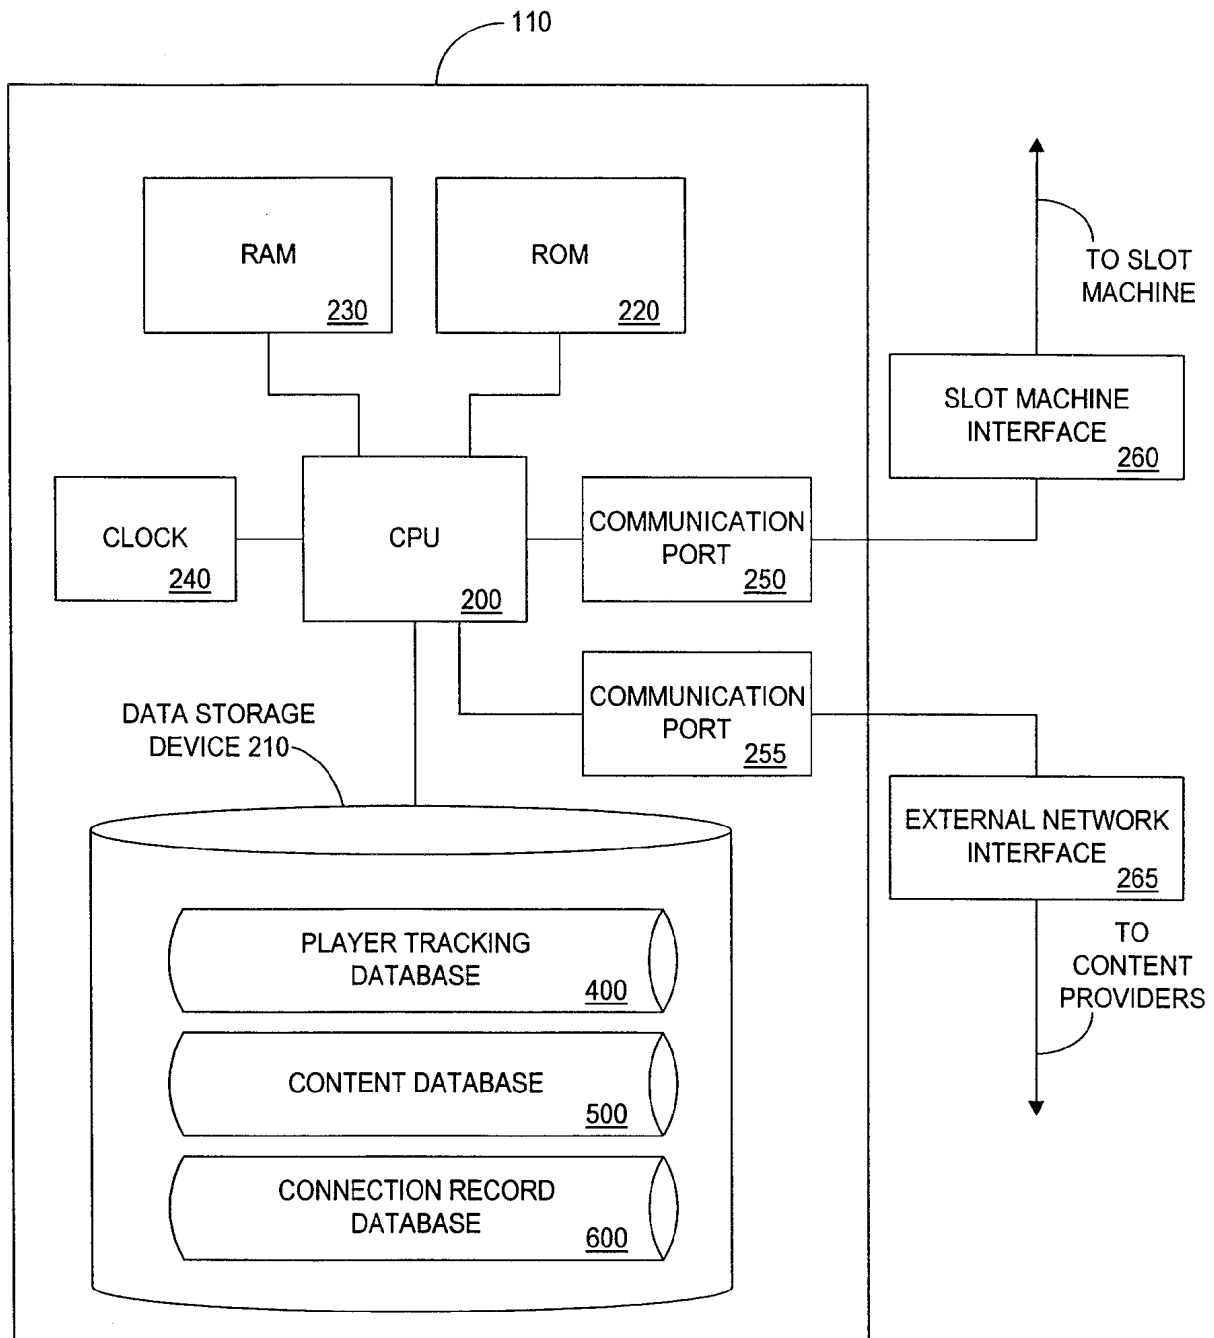 110
RAM
230
ROM
220
TO SLOT
MACHINE
SLOT MACHINE
INTERFACE
260
CLOCK
240
CPU
200
COMMUNICATION
PORT
250
COMMUNICATION
PORT
255
DATA STORAGE
DEVICE 210
EXTERNAL NETWORK
INTERFACE
265
TO
CONTENT
PROVIDERS
PLAYER TRACKING
DATABASE
400
CONTENT DATABASE
500
CONNECTION RECORD
DATABASE
600